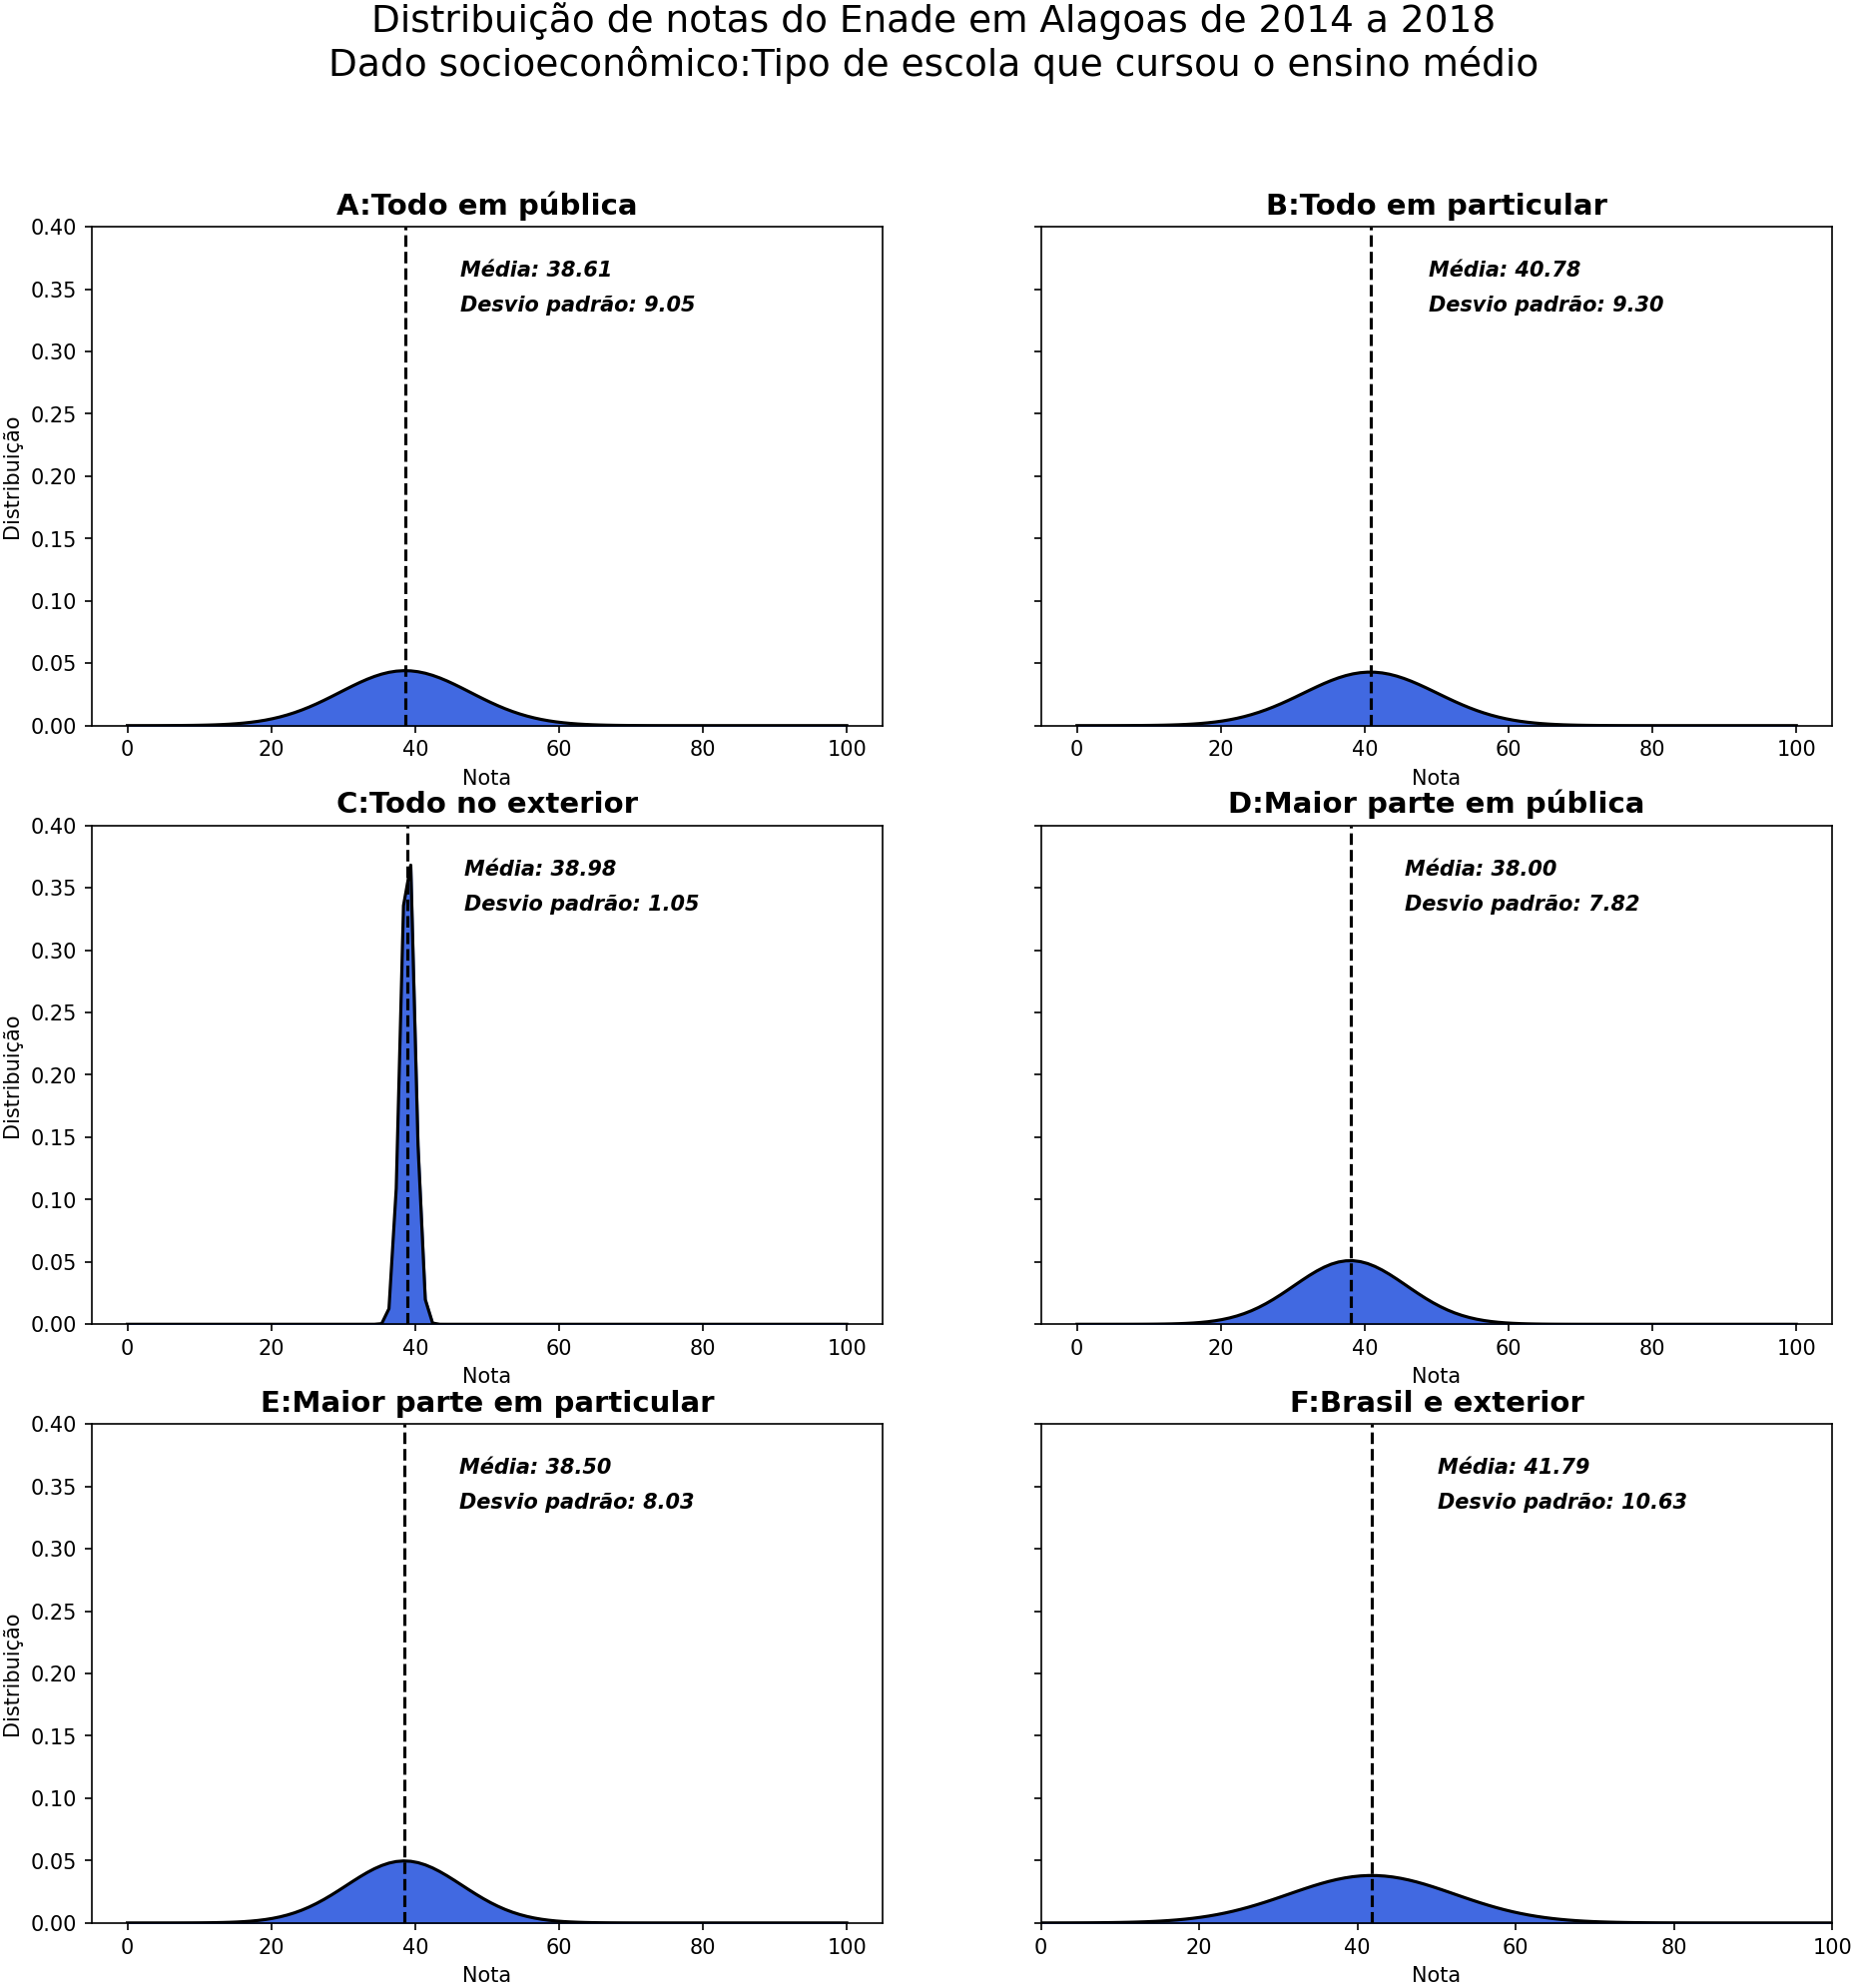 Distribuição de notas do Enade em Alagoas de 2014 a 2018
Dado socioeconômico:Tipo de escola que cursou o ensino médio
A:Todo em pública
Média: 38.61
Desvio padrão: 9.05
0.40
0.35
0.30
0.25
0.20
0.15
0.10
0.05
0.00
Distribuição
0 20 40 60 80 100
Nota
B:Todo em particular
Média: 40.78
Desvio padrão: 9.30
0 20 40 60 80 100
Nota
C:Todo no exterior
Média: 38.98
Desvio padrão: 1.05
0.40
0.35
0.30
0.25
0.20
0.15
0.10
0.05
0.00
Distribuição
0 20 40 60 80 100
Nota
D:Maior parte em pública
Média: 38.00
Desvio padrão: 7.82
0 20 40 60 80 100
Nota
E:Maior parte em particular
Média: 38.50
Desvio padrão: 8.03
0.40
0.35
0.30
0.25
0.20
0.15
0.10
0.05
0.00
Distribuição
0 20 40 60 80 100
Nota
F:Brasil e exterior
Média: 41.79
Desvio padrão: 10.63
0 20 40 60 80 100
Nota